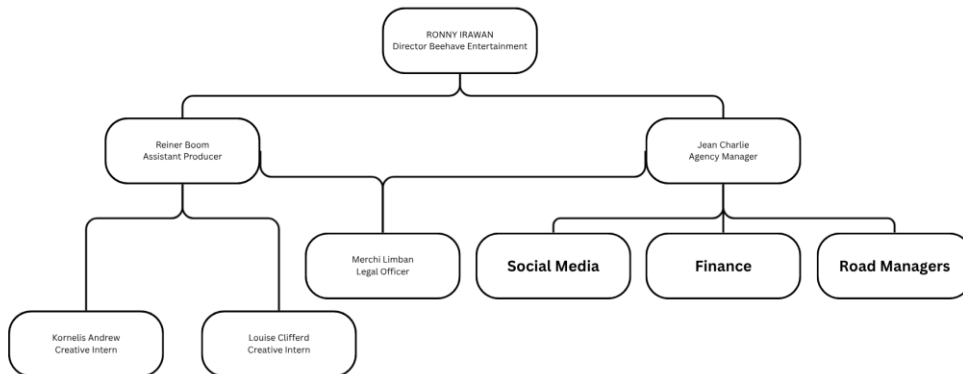 RONNY IRAWAN
Director Beehave Entertainment
Reiner Boom
Assistant Producer
Jean Charlie
Agency Manager
Merchi Limban
Legal Officer
Social Media
Finance
Road Managers
Kornelis Andrew
Creative Intern
Louise Clifferd
Creative Intern